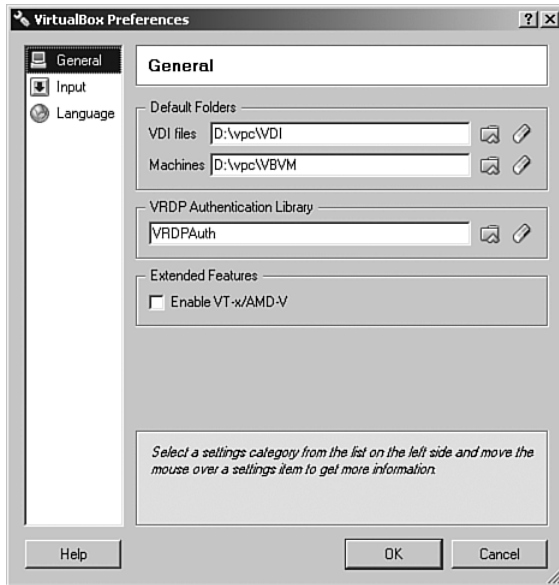 VirtualBox Preferences
General
Input
Language
General
Default Folders
VDI files D:\vpc\VDI
Machines D:\vpc\VBVM
VRDP Authentication Library
VRDPAuth
Extended Features
Enable VT-x/AMD-V
Select a settings category from the list on the left side and move the
mouse over a settings item to get more information.
Help
OK
Cancel